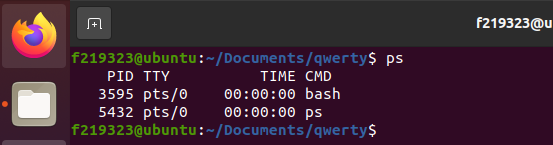 f219323@u
f219323@ubuntu:~/Documents/qwerty$ ps
    PID TTY          TIME CMD
   3595 pts/0    00:00:00 bash
   5432 pts/0    00:00:00 ps
f219323@ubuntu:~/Documents/qwerty$